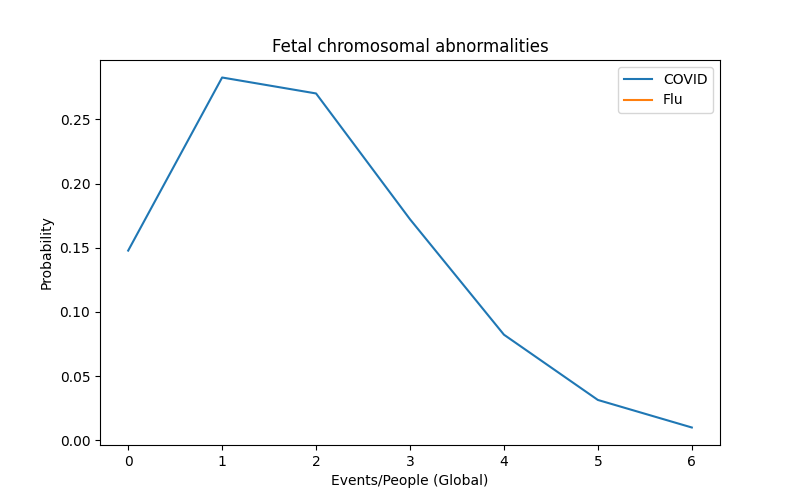 Fetal chromosomal abnormalities
COVID
Flu
Probability
0.25
0.20
0.15
0.10
0.05
0.00
0 1 2 3 4 5 6
Events/People (Global)